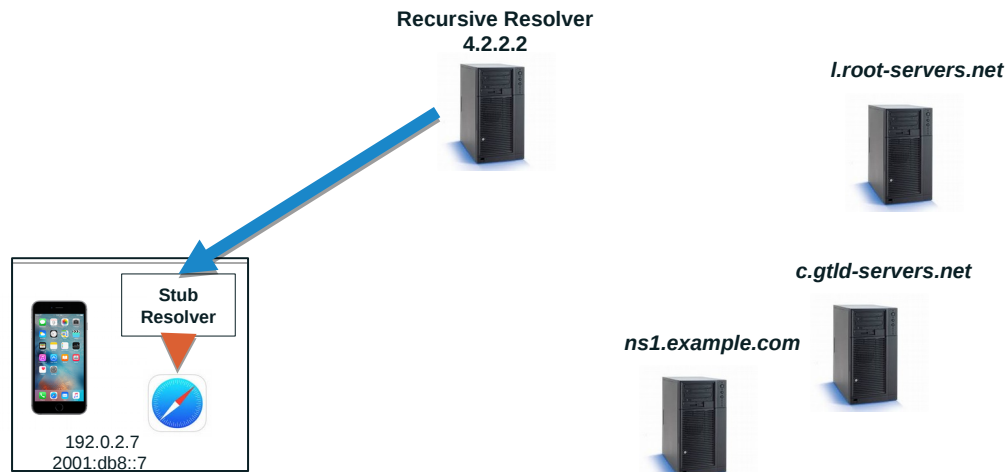 Recursive Resolver
4.2.2.2
l.root-servers.net
c.gtld-servers.net
Stub
Resolver
ns1.example.com
192.0.2.7
2001:db8::7